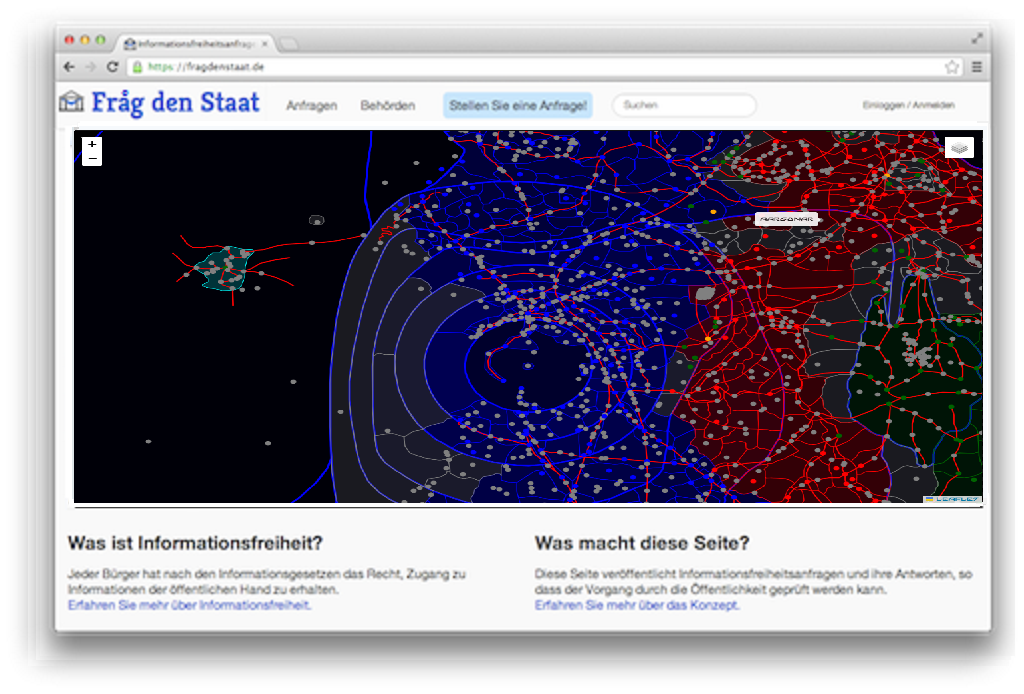 Informationsfreiheitsanfrag
https://fragdenstaat.de
Fråg den Staat
Anfragen
Behörden
Stellen Sie eine Anfrage!
Suchen
Einloggen / Anmelden
+
−
Was ist Informationsfreiheit?
Jeder Bürger hat nach den Informationsgesetzen das Recht, Zugang zu
Informationen der öffentlichen Hand zu erhalten.
Erfahren Sie mehr über Informationsfreiheit.
Was macht diese Seite?
Diese Seite veröffentlicht Informationsfreiheitsanfragen und ihre Antworten, so
dass der Vorgang durch die Öffentlichkeit geprüft werden kann.
Erfahren Sie mehr über das Konzept.